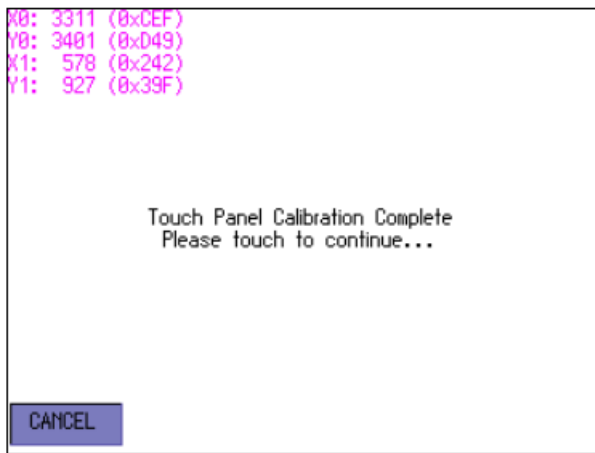 X0: 3311 (0xCEF)
Y0: 3401 (0xD49)
X1: 578 (0x242)
Y1: 927 (0x39F)
Touch Panel Calibration Complete
Please touch to continue...
CANCEL